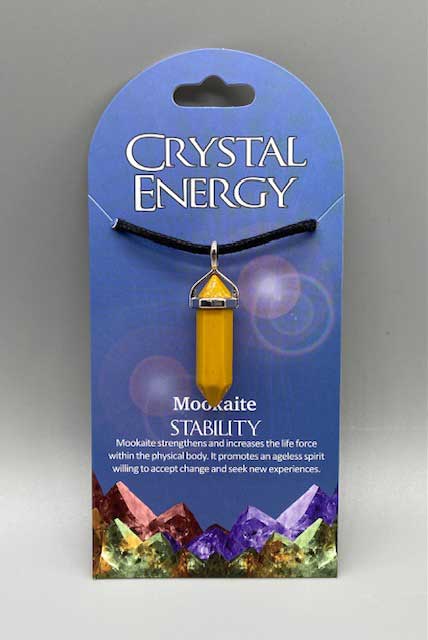 CRYSTAL
ENERGY
Mookaite
STABILITY
Mookaite strengthens and increases the life force
within the physical body. It promotes an ageless spirit
willing to accept change and seek new experiences.